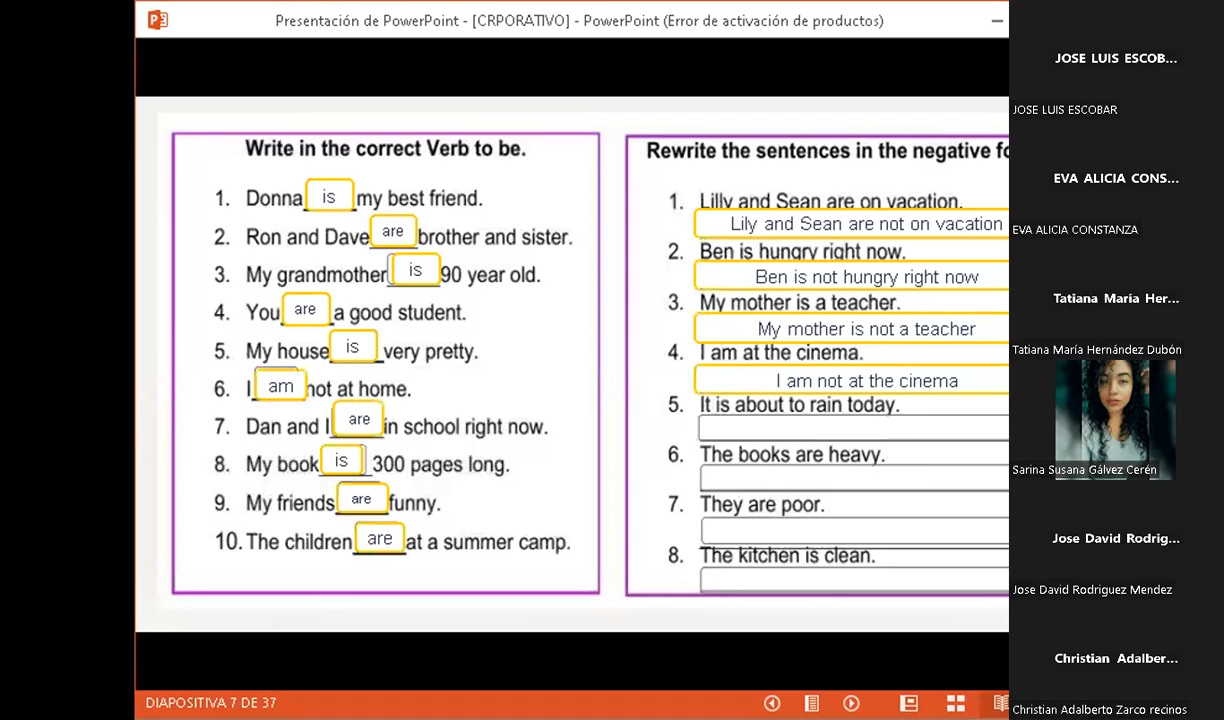 Presentación de PowerPoint - [CRPORATIVO] - PowerPoint (Error de activación de productos)
Write in the correct Verb to be.
1. Donna is my best friend.
2. Ron and Dave are brother and sister.
3. My grandmother is 90 year old.
4. You are a good student.
5. My house is very pretty.
6. I am not at home.
7. Dan and I are in school right now.
8. My book is 300 pages long.
9. My friends are funny.
10. The children are at a summer camp.
Rewrite the sentences in the negative fo
1. Lilly and Sean are on vacation.
Lily and Sean are not on vacation
2. Ben is hungry right now.
Ben is not hungry right now
3. My mother is a teacher.
My mother is not a teacher
4. I am at the cinema.
I am not at the cinema
5. It is about to rain today.
6. The books are heavy.
7. They are poor.
8. The kitchen is clean.
DIAPOSITIVA 7 DE 37
JOSE LUIS ESCOB...
JOSE LUIS ESCOBAR
EVA ALICIA CONS...
EVA ALICIA CONSTANZA
Tatiana María Her...
Tatiana María Hernández Dubón
Sarina Susana Gálvez Cerén
Jose David Rodrig...
Jose David Rodriguez Mendez
Christian Adalber...
Christian Adalberto Zarco recinos